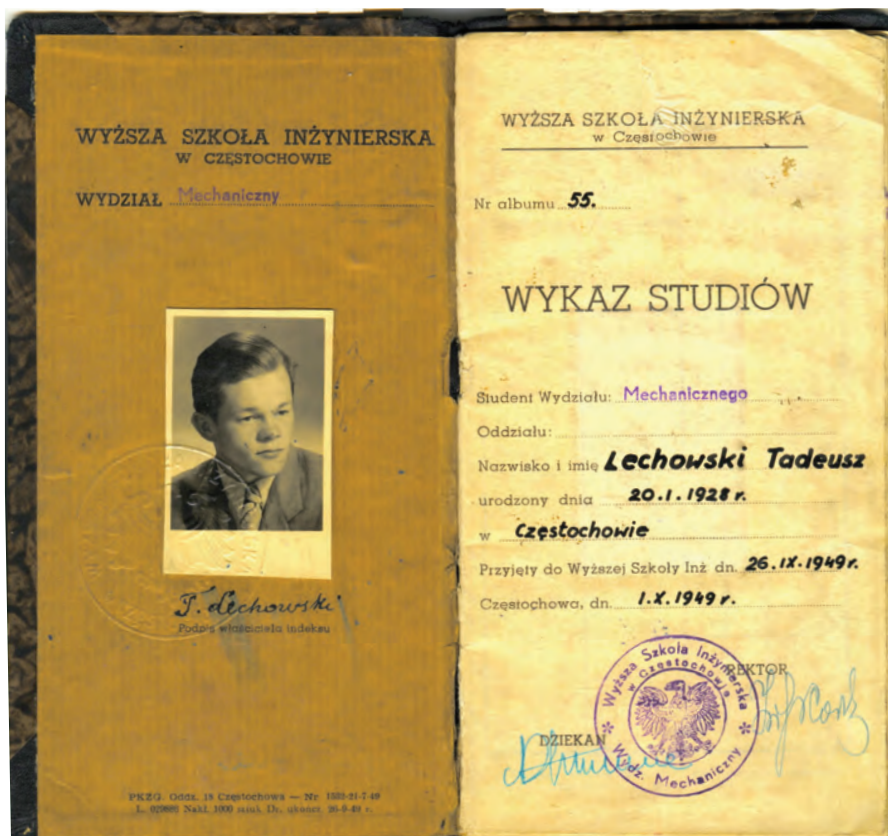 WYŻSZA SZKOŁA INŻYNIERSKA
W CZĘSTOCHOWIE
WYDZIAŁ Mechaniczny
T. Lechowski
Podpis właściciela indeksu
PKZG. Oddz. 18 Częstochowa — Nr
WYŻSZA SZKOŁA INŻYNIERSKA
w Częstochowie
Nr albumu 55.
WYKAZ STUDIÓW
Student Wydziału: Mechanicznego
Oddziału:
Nazwisko i imię Lechowski Tadeusz
urodzony dnia 20.I.1928 r.
w Częstochowie
Przyjęty do Wyższej Szkoły Inż dn. 26.IX.1949 r.
Częstochowa, dn. 1.X.1949 r.
REKTOR
DZIEKAN
Wyższa Szkoła Inżynierska
w Częstochowie
Wydz. Mechaniczny